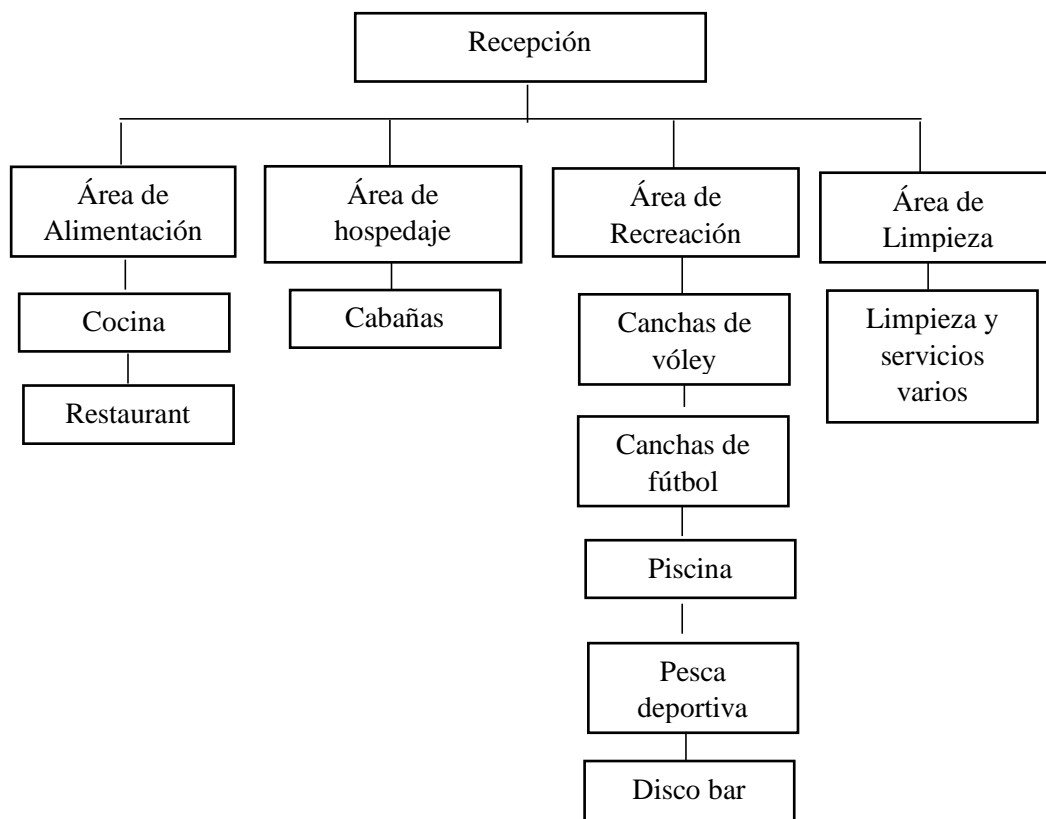 Recepción
Área de
Alimentación
Área de
hospedaje
Área de
Recreación
Área de
Limpieza
Cocina
Cabañas
Canchas de
vóley
Limpieza y
servicios
varios
Restaurant
Canchas de
fútbol
Piscina
Pesca
deportiva
Disco bar